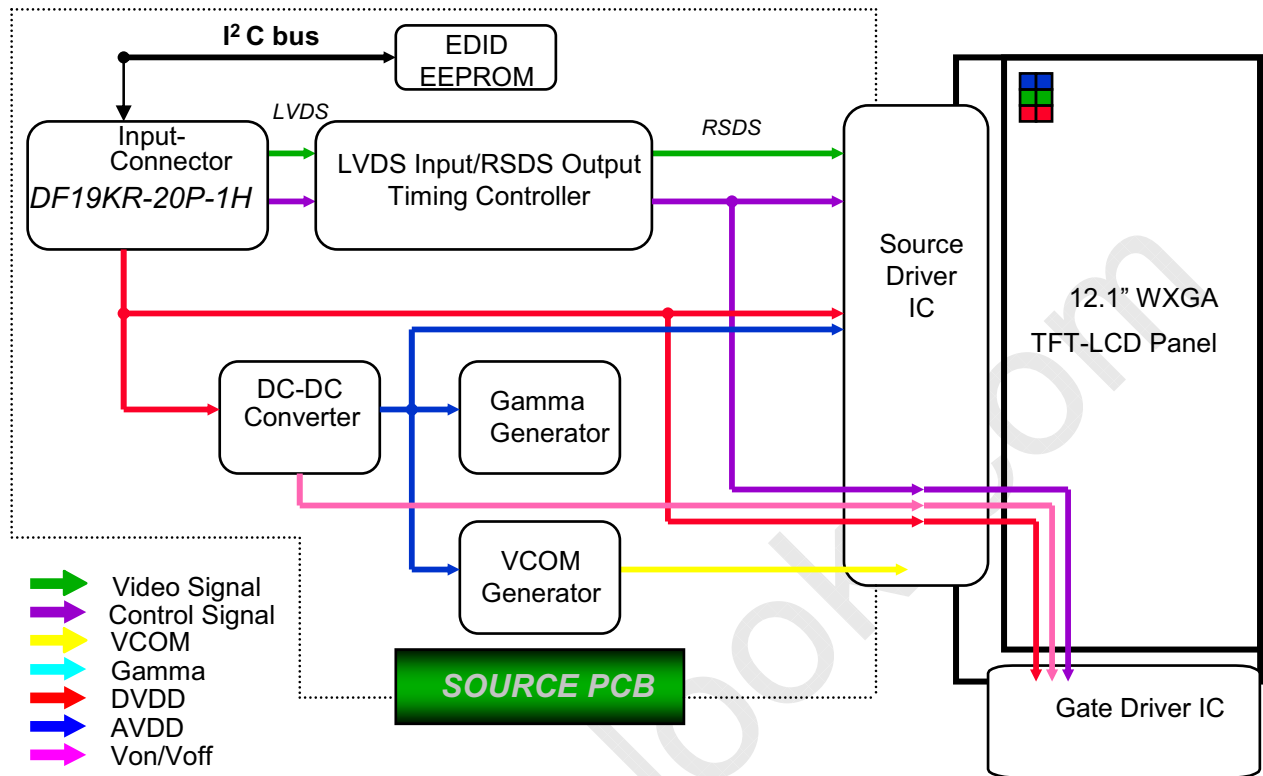 I² C bus
EDID
EEPROM
LVDS
RSDS
Input-
Connector
DF19KR-20P-1H
LVDS Input/RSDS Output
Timing Controller
Source
Driver
IC
12.1” WXGA
TFT-LCD Panel
DC-DC
Converter
Gamma
Generator
VCOM
Generator
Video Signal
Control Signal
VCOM
Gamma
DVDD
AVDD
Von/Voff
SOURCE PCB
Gate Driver IC
look.com